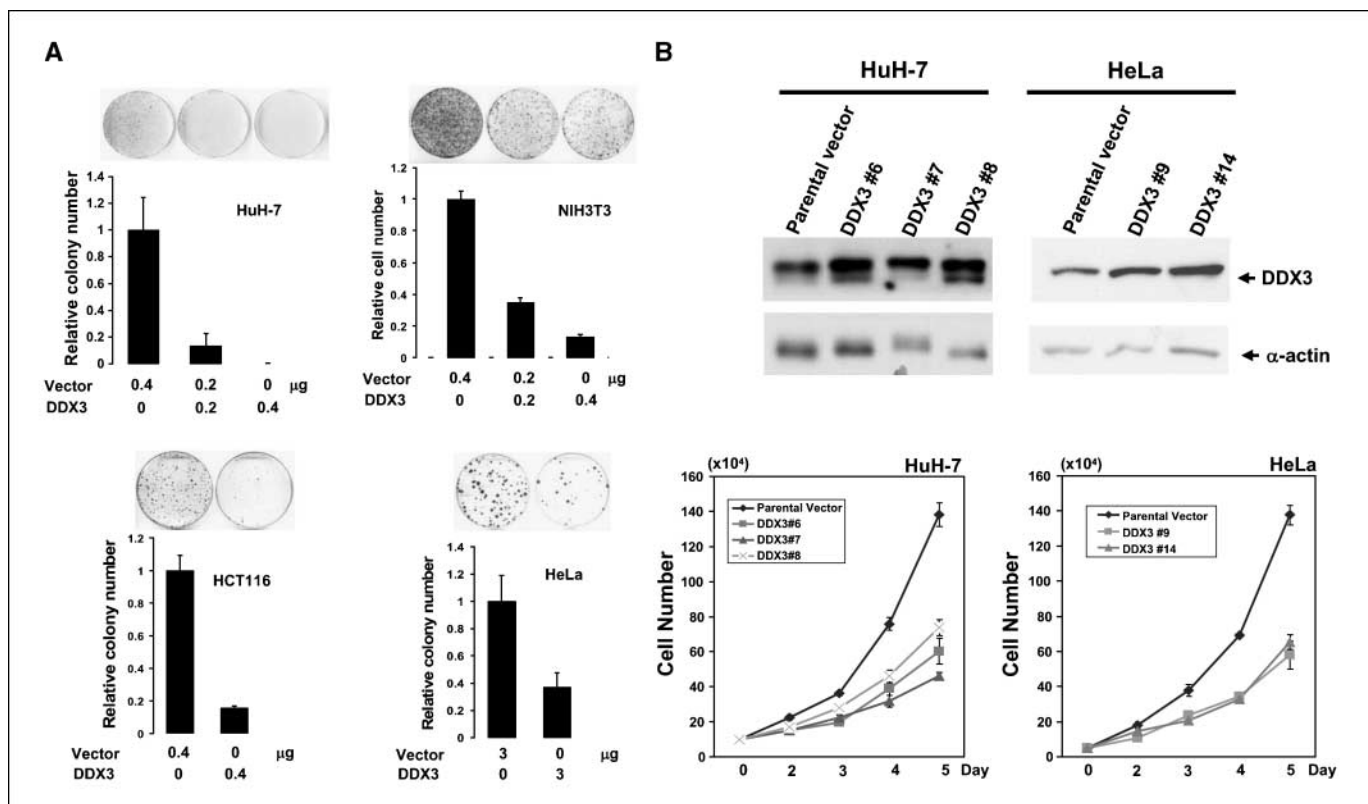 A
1.4
1.2
1
0.8
0.6
0.4
0.2
0
Relative colony number
HuH-7
Vector 0.4 0.2 0 μg
DDX3 0 0.2 0.4
1.2
1
0.8
0.6
0.4
0.2
0
Relative cell number
NIH3T3
Vector 0.4 0.2 0 μg
DDX3 0 0.2 0.4
1.2
1
0.8
0.6
0.4
0.2
0
Relative colony number
HCT116
Vector 0.4 0 μg
DDX3 0 0.4
1.4
1.2
1
0.8
0.6
0.4
0.2
0
Relative colony number
HeLa
Vector 3 0 μg
DDX3 0 3
B
HuH-7
Parental vector
DDX3 #6
DDX3 #7
DDX3 #8
HeLa
Parental vector
DDX3 #9
DDX3 #14
DDX3
α-actin
(x10⁴) HuH-7
160
140
120
100
80
60
40
20
0
Cell Number
Parental Vector
DDX3#6
DDX3#7
DDX3#8
0 2 3 4 5 Day
(x10⁴) HeLa
160
140
120
100
80
60
40
20
0
Cell Number
Parental Vector
DDX3 #9
DDX3 #14
0 2 3 4 5 Day